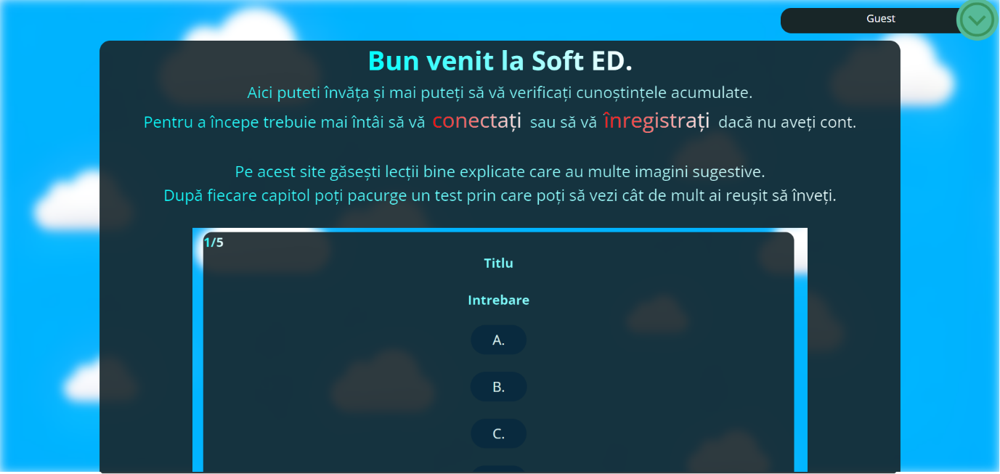 Guest
Bun venit la Soft ED.
Aici puteti învăța și mai puteți să vă verificați cunoștințele acumulate.
Pentru a începe trebuie mai întâi să vă conectați sau să vă înregistrați dacă nu aveți cont.
Pe acest site găsești lecții bine explicate care au multe imagini sugestive.
După fiecare capitol poți pacurge un test prin care poți să vezi cât de mult ai reușit să înveți.
1/5
Titlu
Intrebare
A.
B.
C.